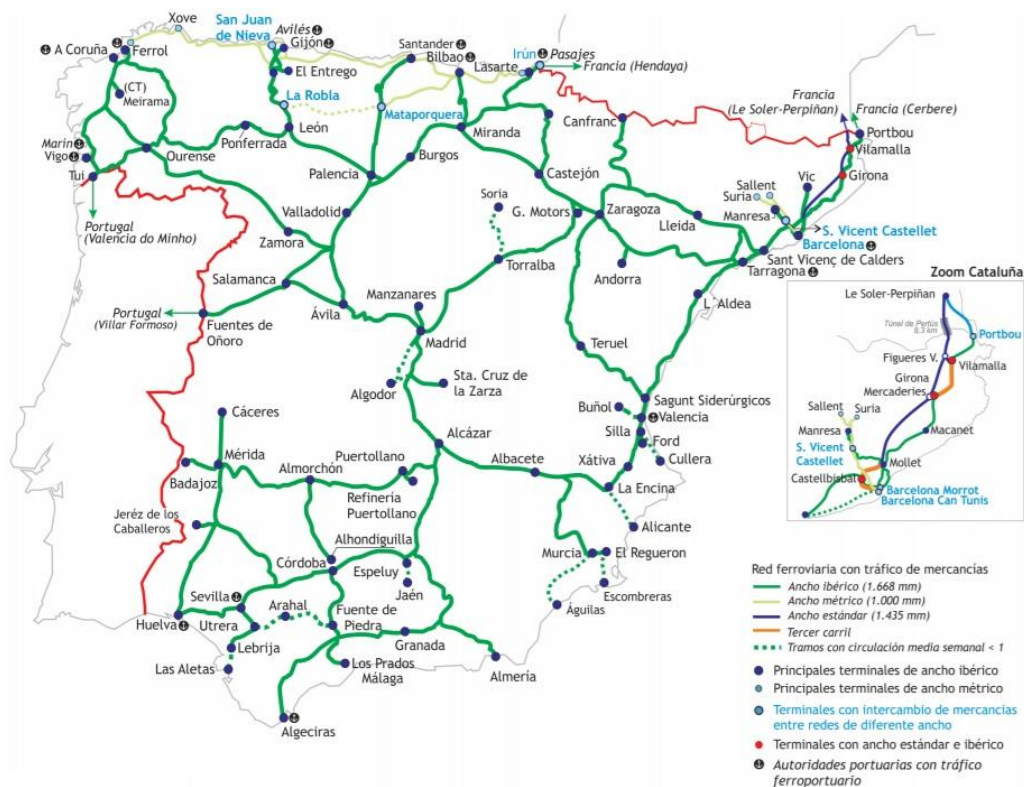 Xove
San Juan
de Nieva
Avilés
Gijón
A Coruña
Ferrol
Santander
Bilbao
Irún
Pasajes
Lasarte
Francia (Hendaya)
El Entrego
(CT)
Meirama
La Robla
Mataporquera
Canfranc
Francia
(Le Soler-Perpiñan)
Francia (Cerbere)
Portbou
Vilamalla
Girona
Ponferrada
León
Miranda
Marín
Vigo
Tui
Ourense
Palencia
Burgos
Castejón
Vic
Sallent
Suria
Manresa
Soria
G. Motors
Zaragoza
Lleida
S. Vicent Castellet
Barcelona
Portugal
(Valencia do Minho)
Valladolid
Zamora
Sant Vicenç de Calders
Tarragona
Torralba
Andorra
Salamanca
Manzanares
L'Aldea
Portugal
(Villar Formoso)
Fuentes de
Oñoro
Ávila
Madrid
Teruel
Algodor
Sta. Cruz de
la Zarza
Sagunt Siderúrgicos
Buñol
Valencia
Silla
Ford
Cullera
Cáceres
Alcázar
Albacete
Xátiva
La Encina
Mérida
Almorchón
Puertollano
Badajoz
Refinería
Puertollano
Alicante
Jeréz de los
Caballeros
Alhondiguilla
Córdoba
Espeluy
Murcia
El Regueron
Jaén
Escombreras
Sevilla
Arahal
Fuente de
Piedra
Águilas
Huelva
Utrera
Lebrija
Granada
Las Aletas
Los Prados
Málaga
Almería
Algeciras
Zoom Cataluña
Le Soler-Perpiñan
Túnel de Pertús
8,3 km
Portbou
Figueres V.
Vilamalla
Girona
Mercaderies
Sallent
Suria
Manresa
Macanet
S. Vicent
Castellet
Mollet
Castellbisbal
Barcelona Morrot
Barcelona Can Tunis
Red ferroviaria con tráfico de mercancías
Ancho ibérico (1.668 mm)
Ancho métrico (1.000 mm)
Ancho estándar (1.435 mm)
Tercer carril
Tramos con circulación media semanal < 1
Principales terminales de ancho ibérico
Principales terminales de ancho métrico
Terminales con intercambio de mercancías
entre redes de diferente ancho
Terminales con ancho estándar e ibérico
Autoridades portuarias con tráfico
ferroportuario